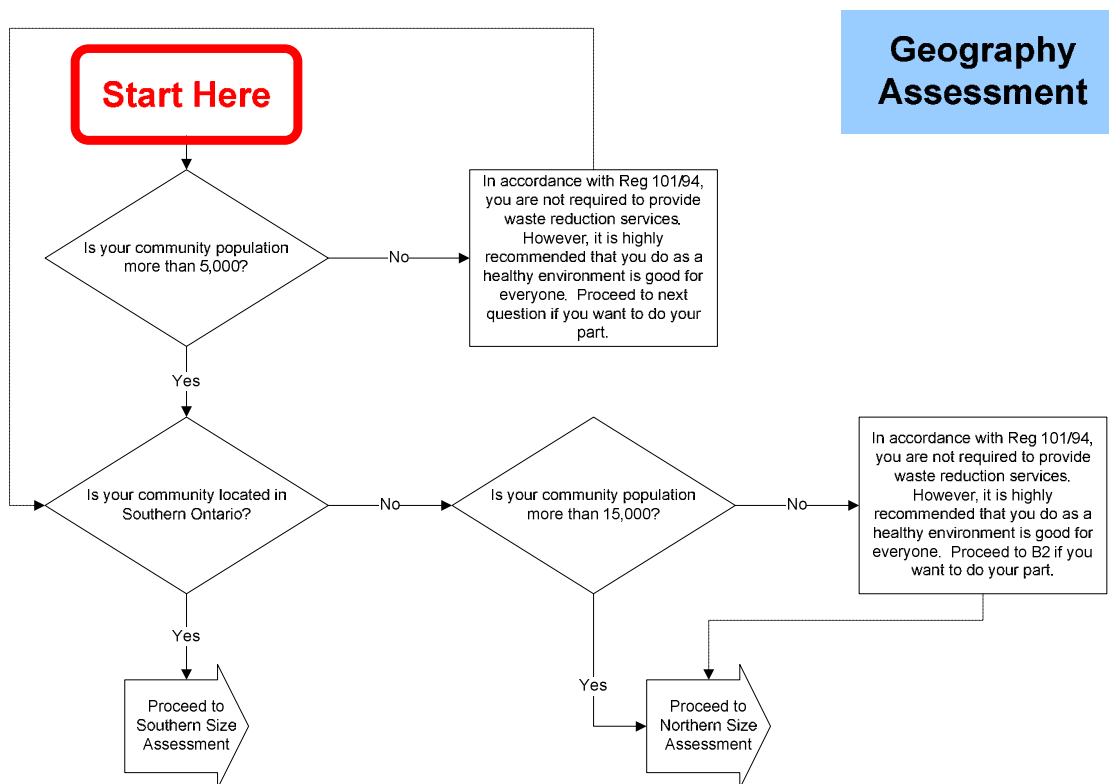 Geography
Assessment
Start Here
Is your community population
more than 5,000?
No
In accordance with Reg 101/94,
you are not required to provide
waste reduction services.
However, it is highly
recommended that you do as a
healthy environment is good for
everyone.  Proceed to next
question if you want to do your
part.
Yes
Is your community located in
Southern Ontario?
No
Is your community population
more than 15,000?
No
In accordance with Reg 101/94,
you are not required to provide
waste reduction services.
However, it is highly
recommended that you do as a
healthy environment is good for
everyone.  Proceed to B2 if you
want to do your part.
Yes
Proceed to
Southern Size
Assessment
Yes
Proceed to
Northern Size
Assessment